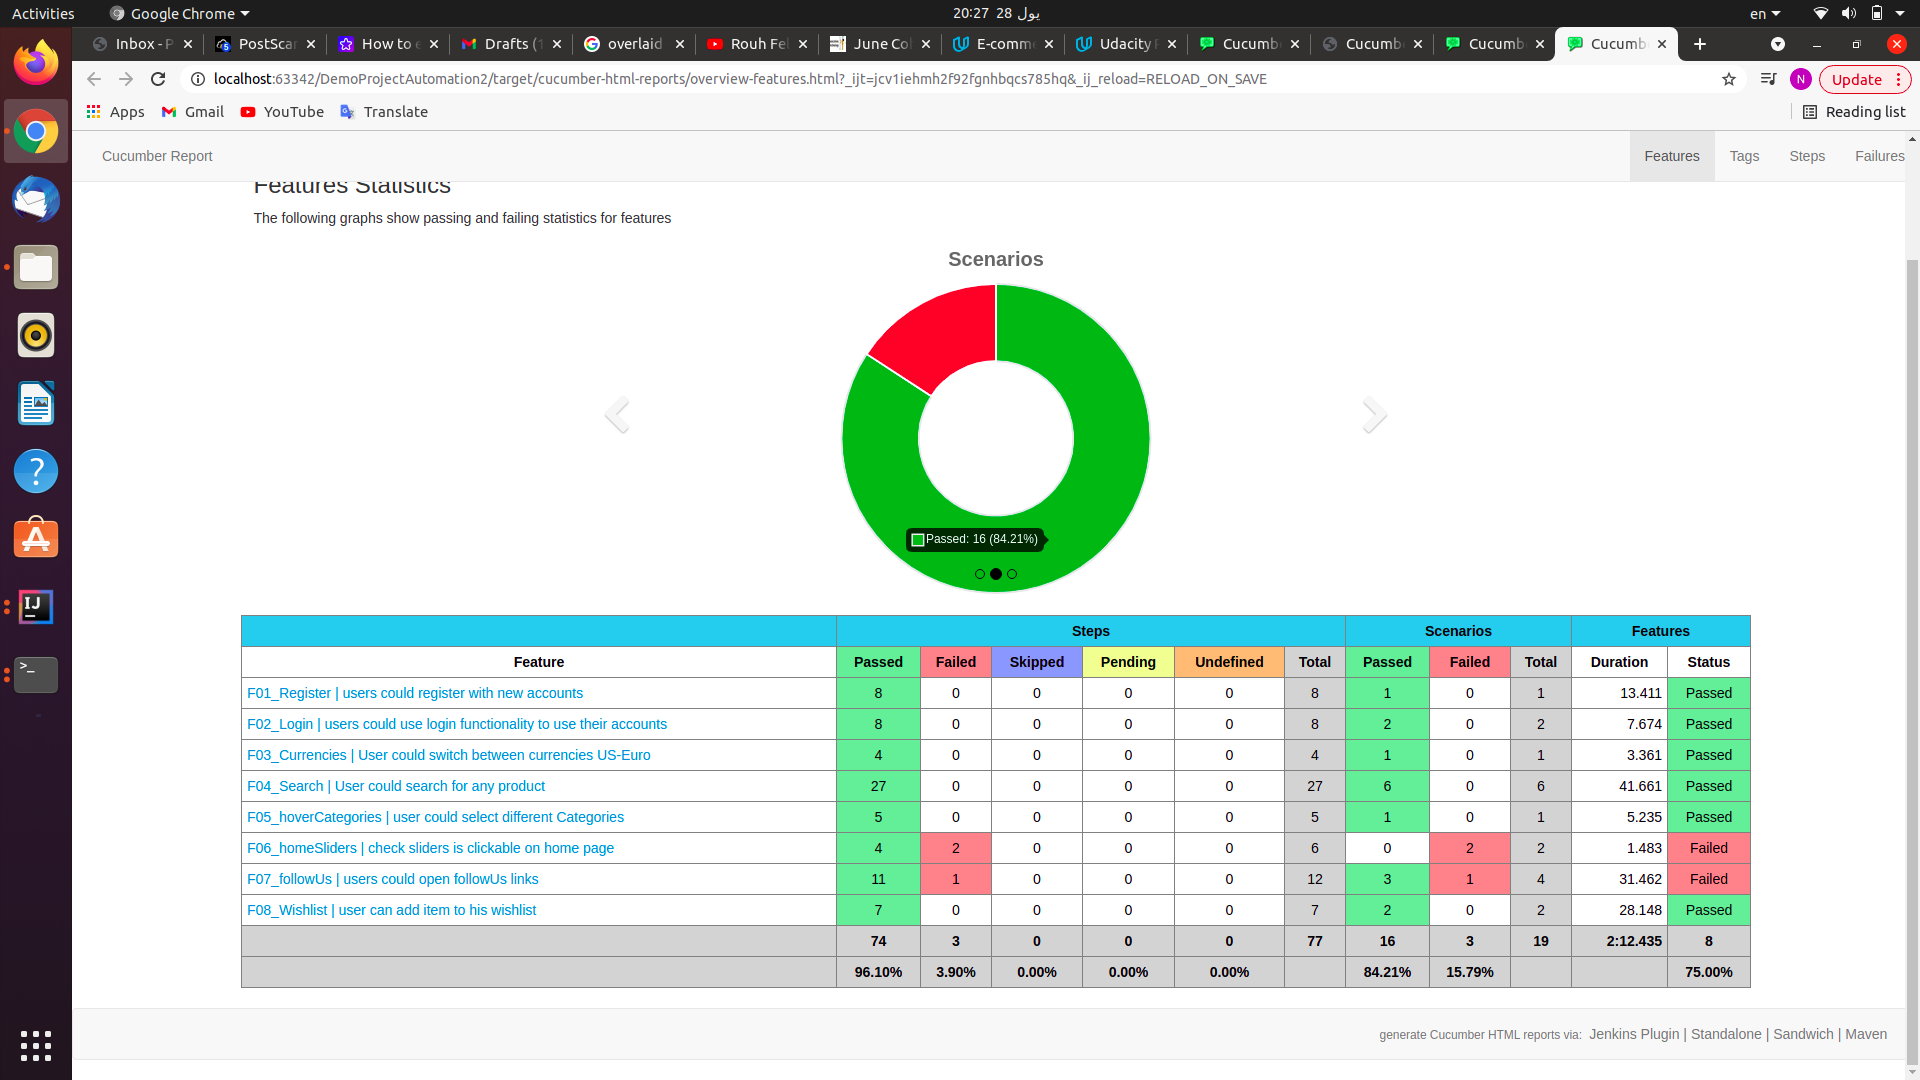 Activities Google Chrome 20:27 28 يول en
Inbox - P PostScar How to e Drafts (1 overlaid Rouh Fel June Col E-comm Udacity Cucumb Cucumb Cucumb Cucumb
localhost:63342/DemoProjectAutomation2/target/cucumber-html-reports/overview-features.html?_ijt=jcv1iehmh2f92fgnhbqcs785hq&_ij_reload=RELOAD_ON_SAVE N Update
Apps Gmail YouTube Translate Reading list
Cucumber Report Features Tags Steps Failures
Features Statistics
The following graphs show passing and failing statistics for features
Scenarios
Passed: 16 (84.21%)
Steps Scenarios Features
Feature Passed Failed Skipped Pending Undefined Total Passed Failed Total Duration Status
F01_Register | users could register with new accounts 8 0 0 0 0 8 1 0 1 13.411 Passed
F02_Login | users could use login functionality to use their accounts 8 0 0 0 0 8 2 0 2 7.674 Passed
F03_Currencies | User could switch between currencies US-Euro 4 0 0 0 0 4 1 0 1 3.361 Passed
F04_Search | User could search for any product 27 0 0 0 0 27 6 0 6 41.661 Passed
F05_hoverCategories | user could select different Categories 5 0 0 0 0 5 1 0 1 5.235 Passed
F06_homeSliders | check sliders is clickable on home page 4 2 0 0 0 6 0 2 2 1.483 Failed
F07_followUs | users could open followUs links 11 1 0 0 0 12 3 1 4 31.462 Failed
F08_Wishlist | user can add item to his wishlist 7 0 0 0 0 7 2 0 2 28.148 Passed
74 3 0 0 0 77 16 3 19 2:12.435 8
96.10% 3.90% 0.00% 0.00% 0.00% 84.21% 15.79% 75.00%
generate Cucumber HTML reports via: Jenkins Plugin | Standalone | Sandwich | Maven